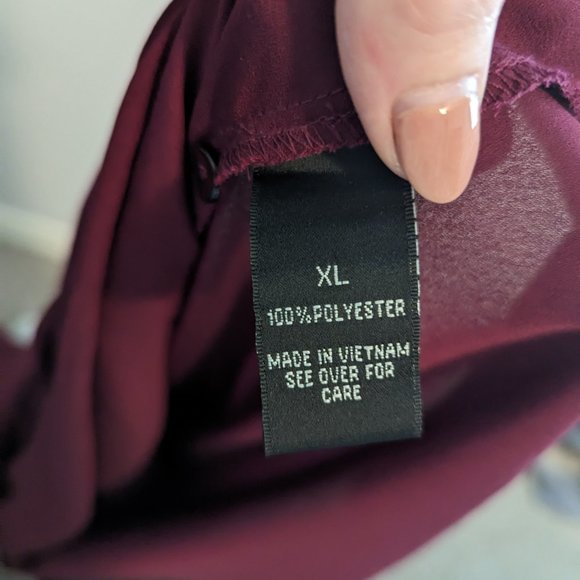 XL
100%POLYESTER
MADE IN VIETNAM
SEE OVER FOR
CARE